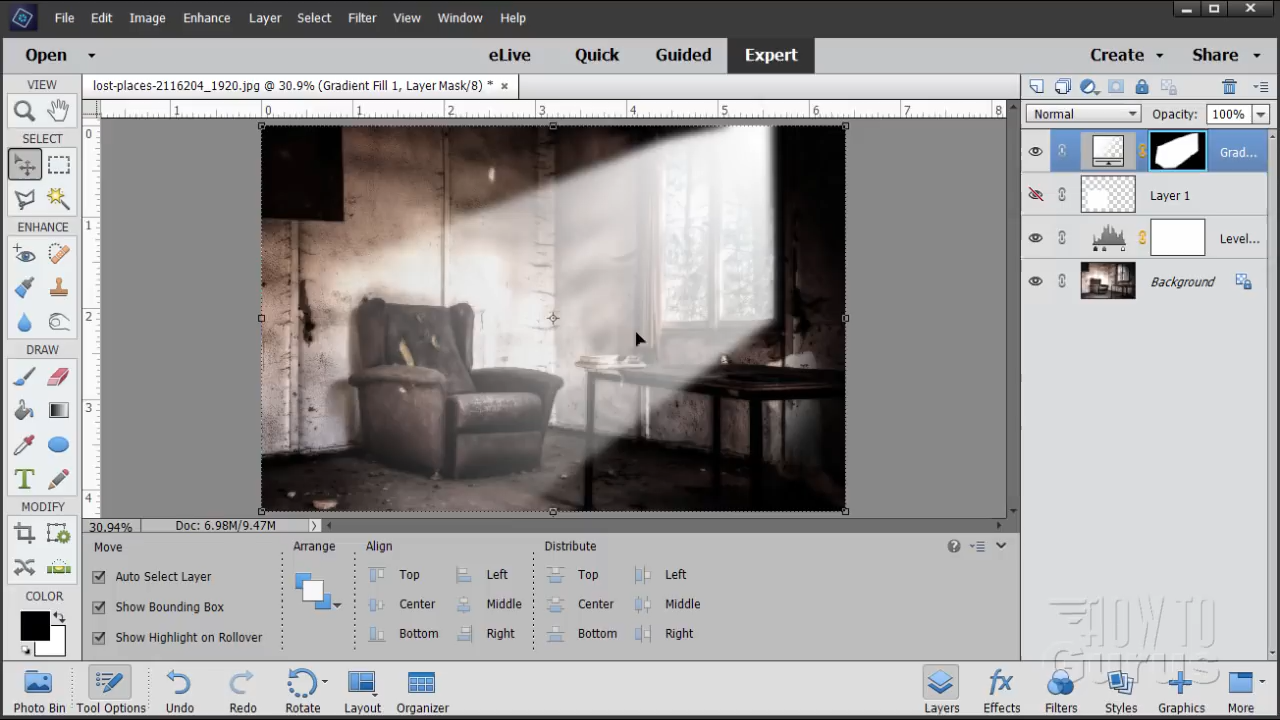 File Edit Image Enhance Layer Select Filter View Window Help
Open eLive Quick Guided Expert Create Share
lost-places-2116204_1920.jpg @ 30.9% (Gradient Fill 1, Layer Mask/8) * ×
VIEW
SELECT
ENHANCE
DRAW
T
MODIFY
COLOR
1 0 1 2 3 4 5 6 7 8
0
1
2
3
4
Normal Opacity: 100%
Grad...
Layer 1
Level...
Background
30.94% Doc: 6.98M/9.47M
Move Arrange Align Distribute
Auto Select Layer Top Left Top Left
Show Bounding Box Center Middle Center Middle
Show Highlight on Rollover Bottom Right Bottom Right
HOW TO
Gurus
Photo Bin Tool Options Undo Redo Rotate Layout Organizer Layers Effects Filters Styles Graphics More